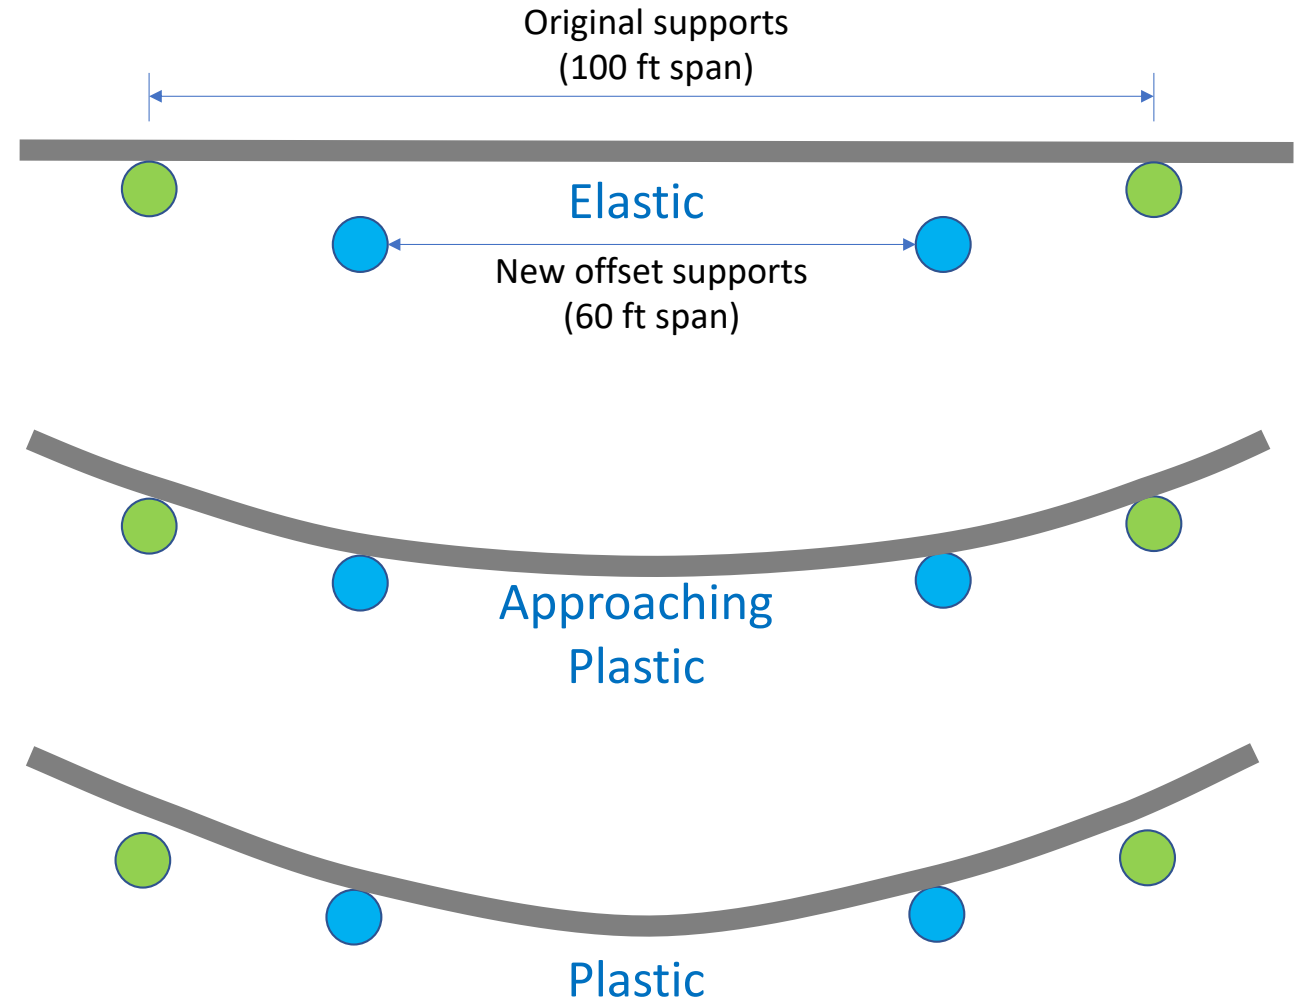 Original supports
(100 ft span)
Elastic
New offset supports
(60 ft span)
Approaching
Plastic
Plastic